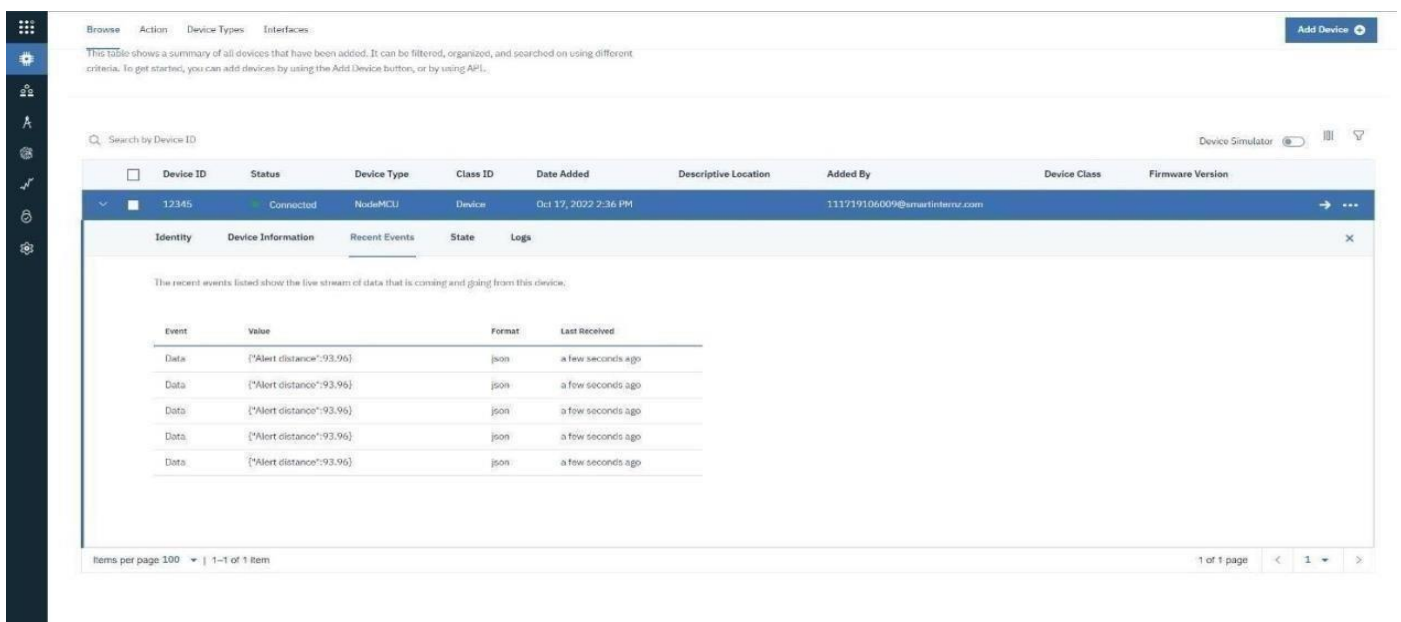 Browse Action Device Types Interfaces
Add Device
This table shows a summary of all devices that have been added. It can be filtered, organized, and searched on using different
criteria. To get started, you can add devices by using the Add Device button, or by using API.
Search by Device ID
Device Simulator
Device ID Status Device Type Class ID Date Added Descriptive Location Added By Device Class Firmware Version
12345 Connected NodeMCU Device Oct 17, 2022 2:36 PM 111719106009@smartinternz.com
Identity Device Information Recent Events State Logs
The recent events listed show the live stream of data that is coming and going from this device.
Event Value Format Last Received
Data {"Alert distance":93.96} json a few seconds ago
Data {"Alert distance":93.96} json a few seconds ago
Data {"Alert distance":93.96} json a few seconds ago
Data {"Alert distance":93.96} json a few seconds ago
Data {"Alert distance":93.96} json a few seconds ago
Items per page 100 | 1–1 of 1 item
1 of 1 page 1